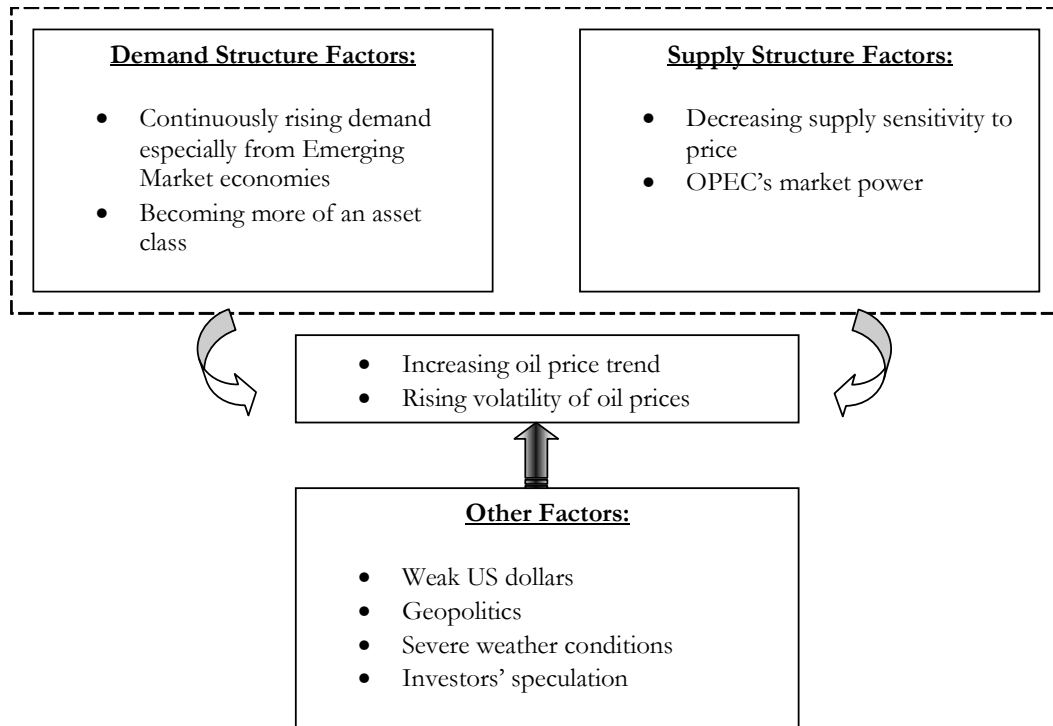 Demand Structure Factors:
• Continuously rising demand
especially from Emerging
Market economies
• Becoming more of an asset
class
Supply Structure Factors:
• Decreasing supply sensitivity to
price
• OPEC’s market power
• Increasing oil price trend
• Rising volatility of oil prices
Other Factors:
• Weak US dollars
• Geopolitics
• Severe weather conditions
• Investors’ speculation